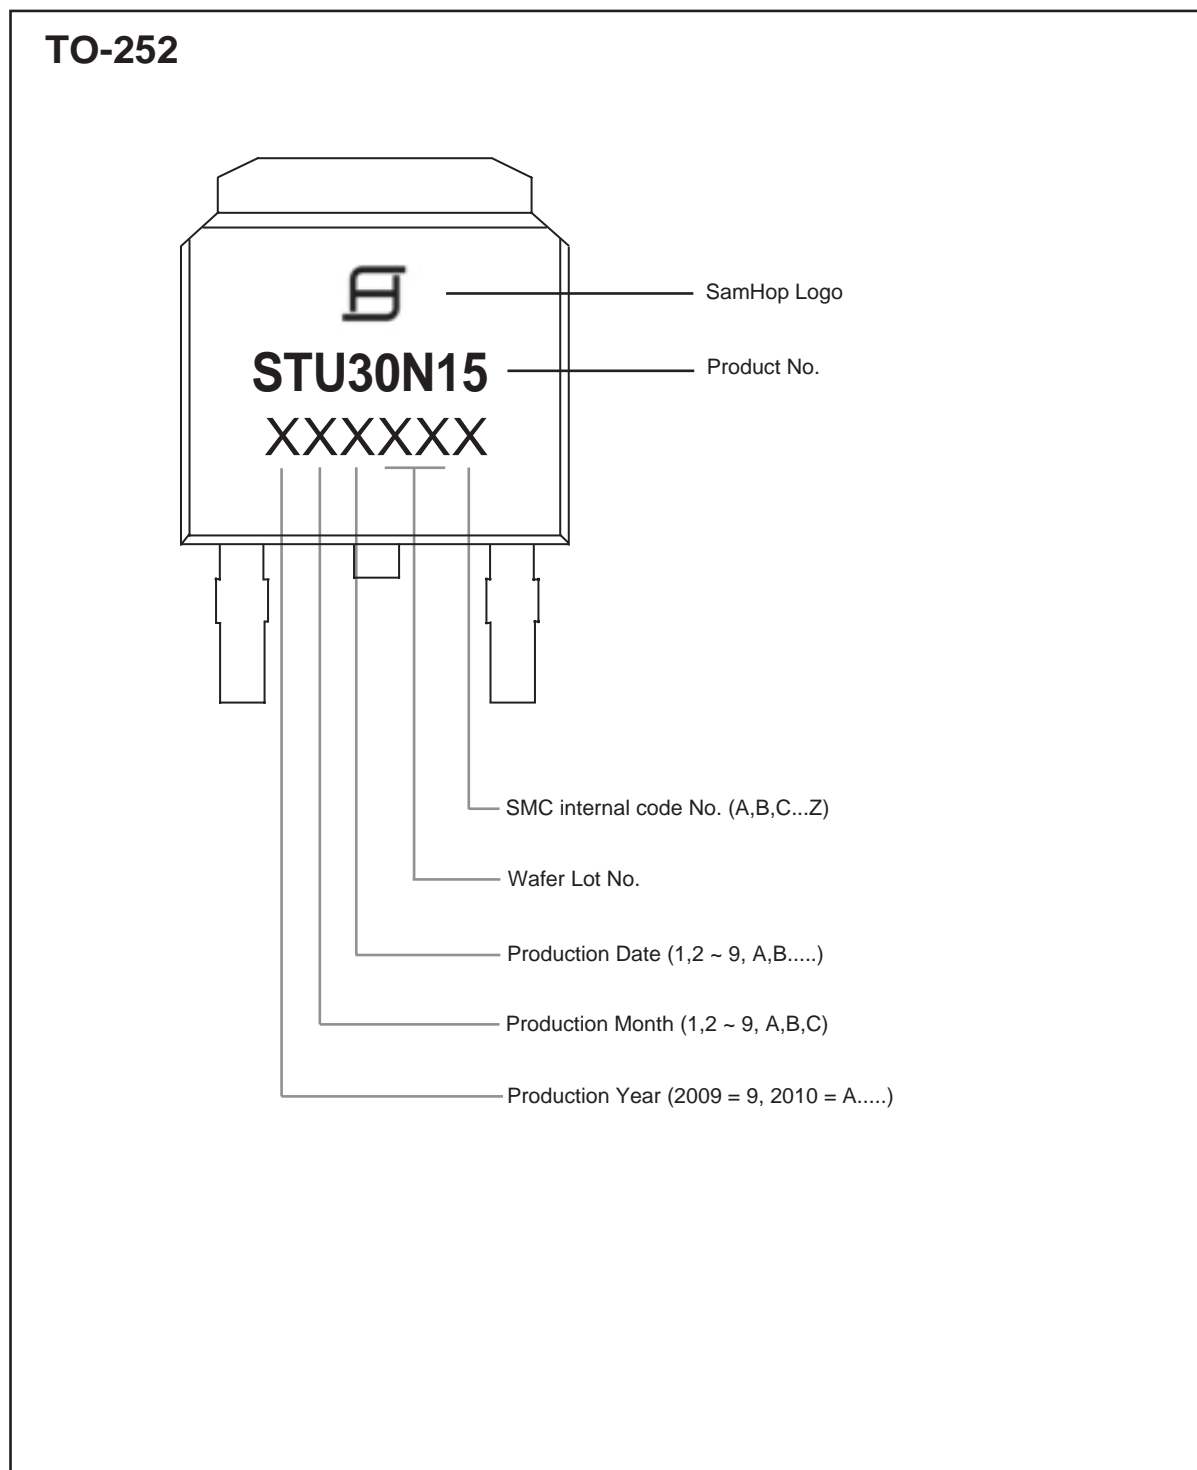 TO-252
SamHop Logo
STU30N15
Product No.
XXXXXX
SMC internal code No. (A,B,C...Z)
Wafer Lot No.
Production Date (1,2 ~ 9, A,B.....)
Production Month (1,2 ~ 9, A,B,C)
Production Year (2009 = 9, 2010 = A.....)